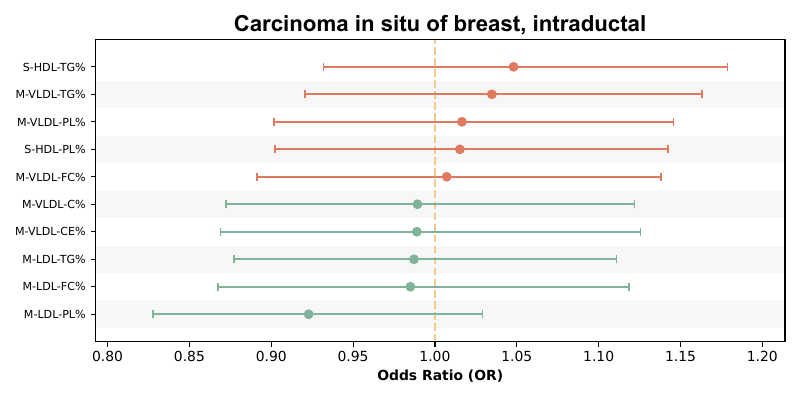 Carcinoma in situ of breast, intraductal
S-HDL-TG%
M-VLDL-TG%
M-VLDL-PL%
S-HDL-PL%
M-VLDL-FC%
M-VLDL-C%
M-VLDL-CE%
M-LDL-TG%
M-LDL-FC%
M-LDL-PL%
0.80 0.85 0.90 0.95 1.00 1.05 1.10 1.15 1.20
Odds Ratio (OR)